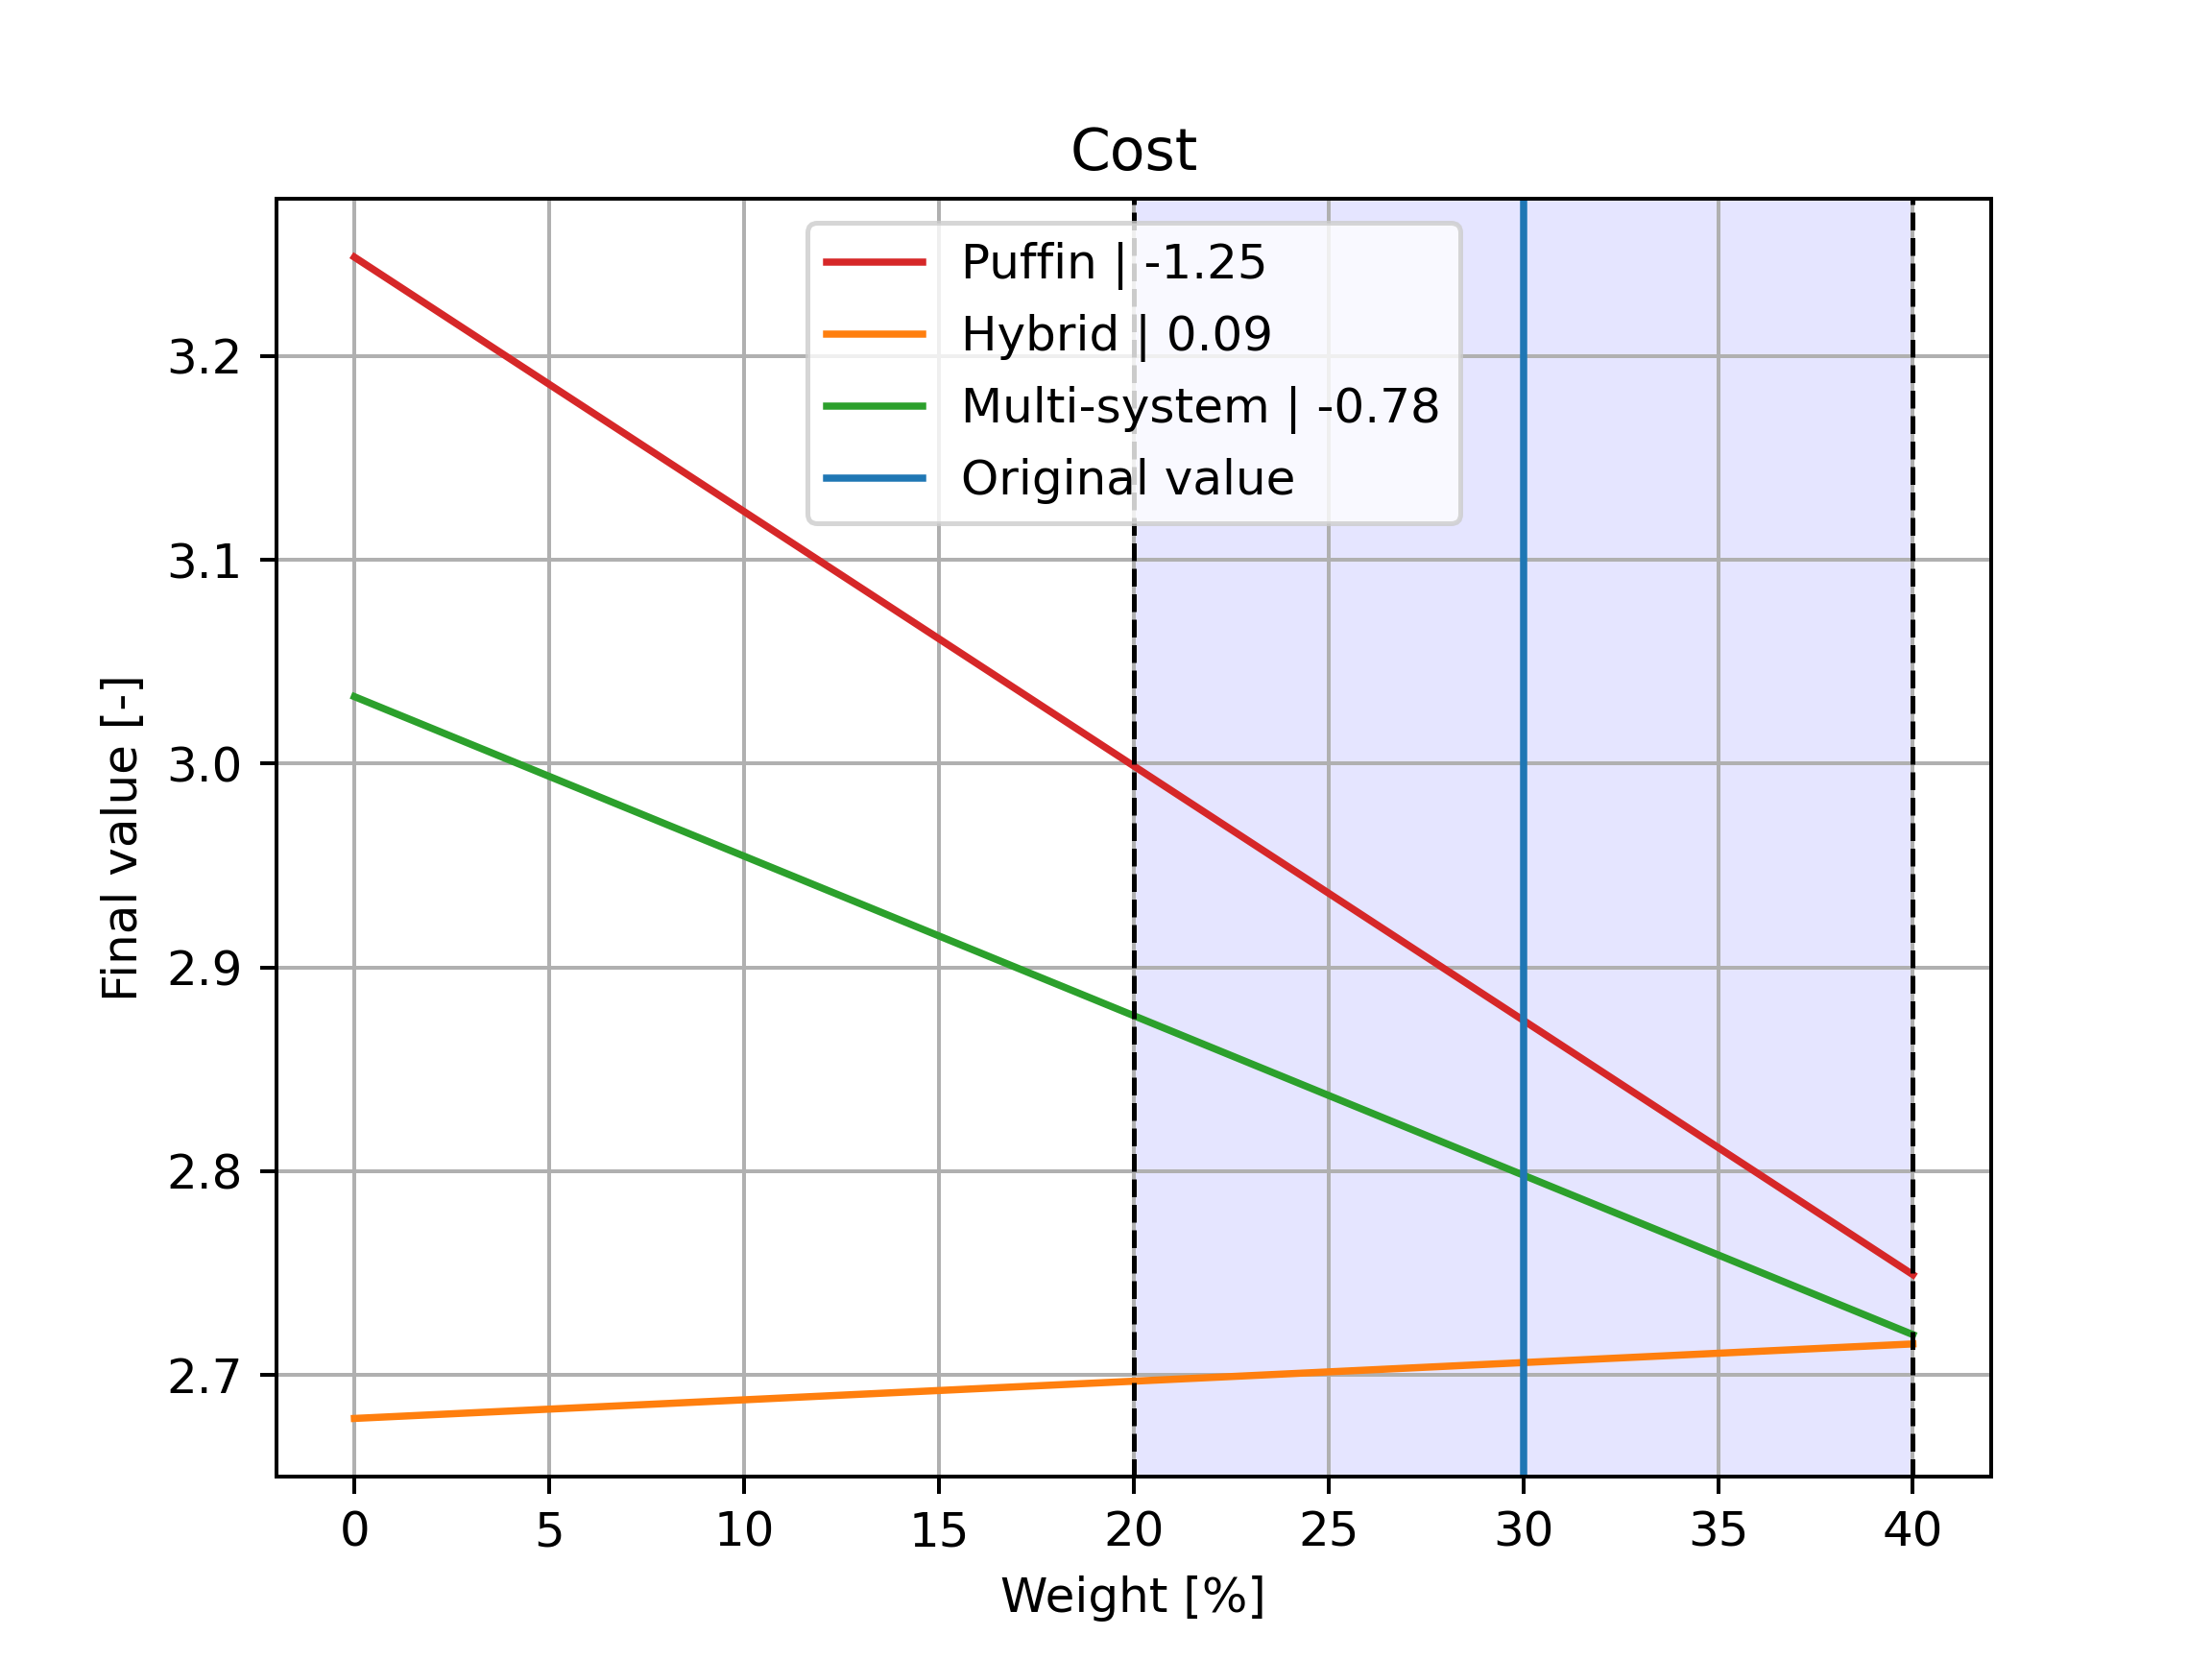 Cost
Puffin | -1.25
Hybrid | 0.09
Multi-system | -0.78
Original value
3.2
3.1
3.0
2.9
2.8
2.7
Final value [-]
0 5 10 15 20 25 30 35 40
Weight [%]